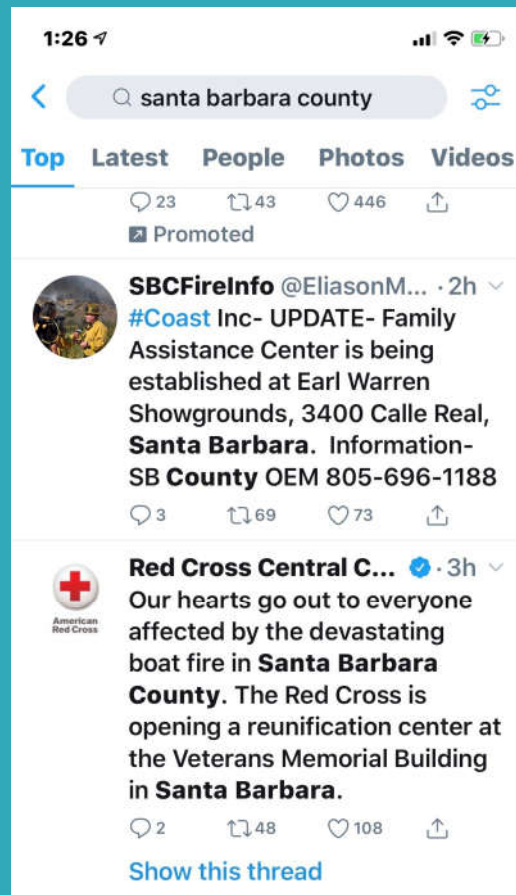 1:26
santa barbara county
Top Latest People Photos Videos
23 43 446
Promoted
SBCFireInfo @EliasonM... · 2h
#Coast Inc- UPDATE- Family
Assistance Center is being
established at Earl Warren
Showgrounds, 3400 Calle Real,
Santa Barbara. Information-
SB County OEM 805-696-1188
3 69 73
Red Cross Central C... · 3h
American
Red Cross
Our hearts go out to everyone
affected by the devastating
boat fire in Santa Barbara
County. The Red Cross is
opening a reunification center at
the Veterans Memorial Building
in Santa Barbara.
2 48 108
Show this thread